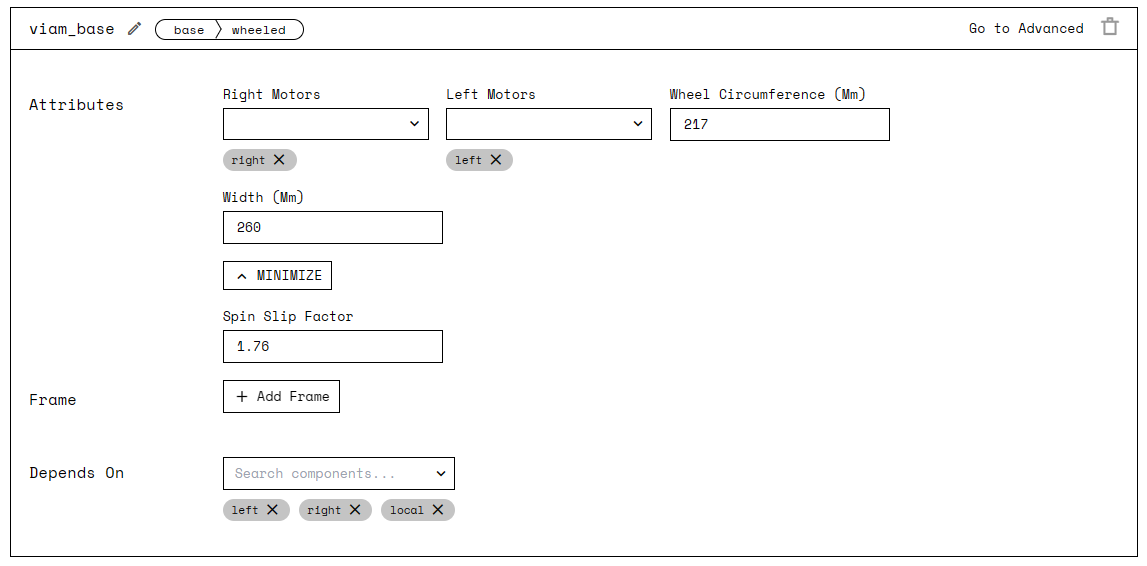 viam_base base wheeled Go to Advanced
Attributes
Right Motors Left Motors Wheel Circumference (Mm)
217
right left
Width (Mm)
260
MINIMIZE
Spin Slip Factor
1.76
Frame + Add Frame
Depends On Search components...
left right local